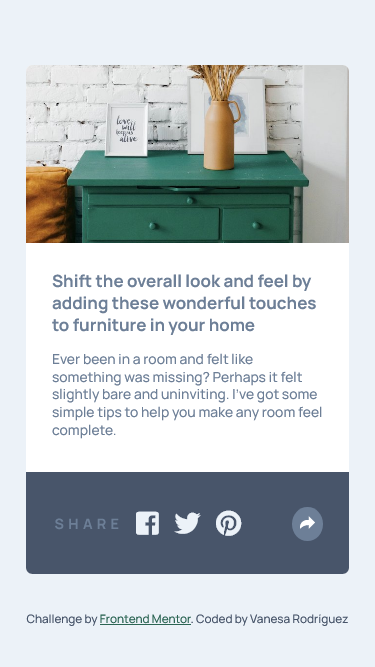 love
will
keep us
alive
Shift the overall look and feel by
adding these wonderful touches
to furniture in your home
Ever been in a room and felt like
something was missing? Perhaps it felt
slightly bare and uninviting. I've got some
simple tips to help you make any room feel
complete.
SHARE
Challenge by Frontend Mentor. Coded by Vanesa Rodriguez